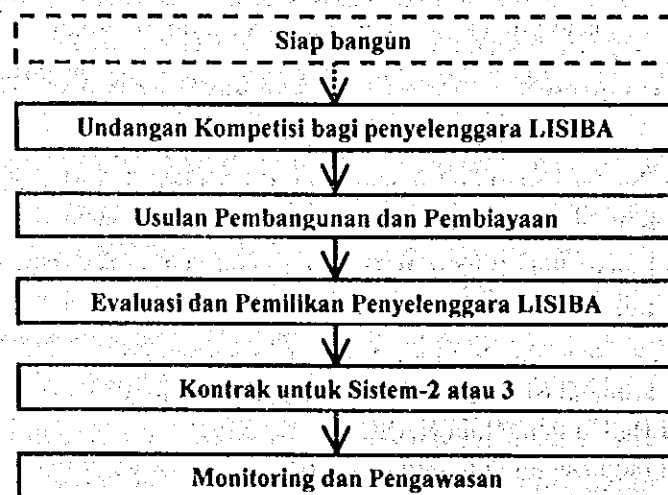 Siap bangun
Undangan Kompetisi bagi penyelenggara LISIBA
Usulan Pembangunan dan Pembiayaan
Evaluasi dan Pemilikan Penyelenggara LISIBA
Kontrak untuk Sistem-2 atau 3
Monitoring dan Pengawasan